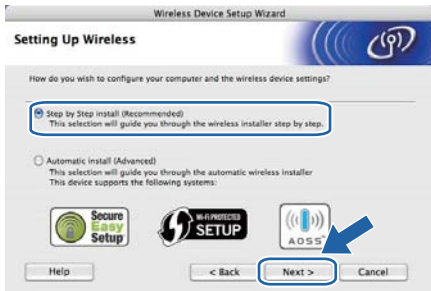 Wireless Device Setup Wizard
Setting Up Wireless
How do you wish to configure your computer and the wireless device settings?
Step by Step install (Recommended)
This selection will guide you through the wireless installer step by step.
Automatic install (Advanced)
This selection will guide you through the automatic wireless installer
This device supports the following systems:
Secure
Easy
Setup
Wi-Fi PROTECTED
SETUP
AOSS
Help
< Back
Next >
Cancel